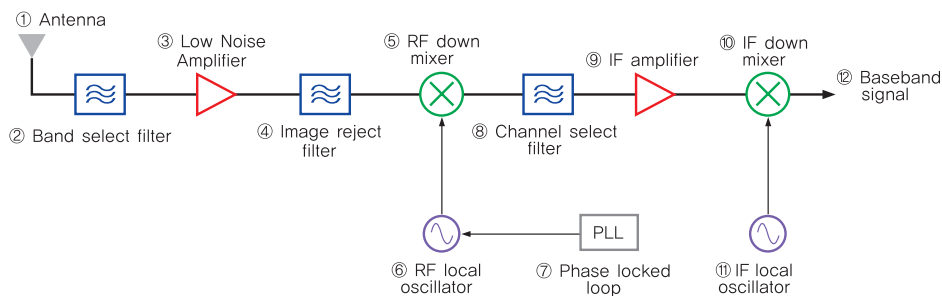 ① Antenna
② Band select filter
③ Low Noise
Amplifier
④ Image reject
filter
⑤ RF down
mixer
⑥ RF local
oscillator
PLL
⑦ Phase locked
loop
⑧ Channel select
filter
⑨ IF amplifier
⑩ IF down
mixer
⑪ IF local
oscillator
⑫ Baseband
signal